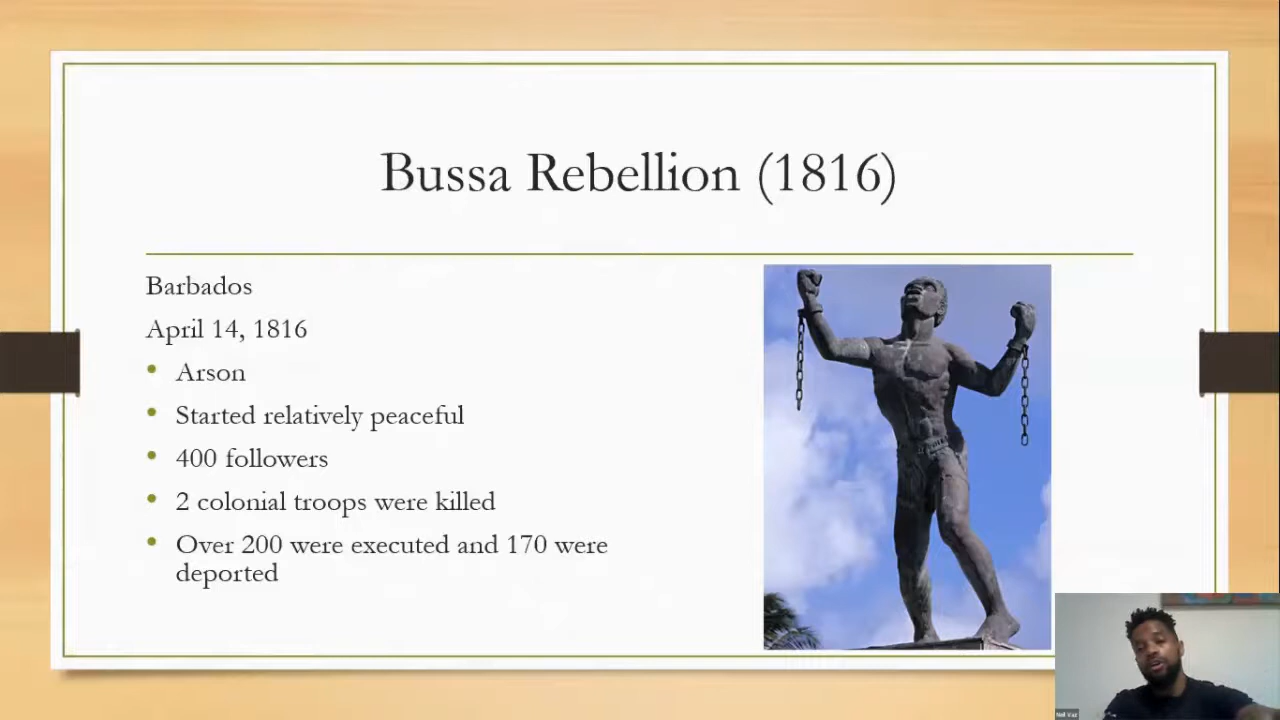 Bussa Rebellion (1816)
Barbados
April 14, 1816
• Arson
• Started relatively peaceful
• 400 followers
• 2 colonial troops were killed
• Over 200 were executed and 170 were
deported